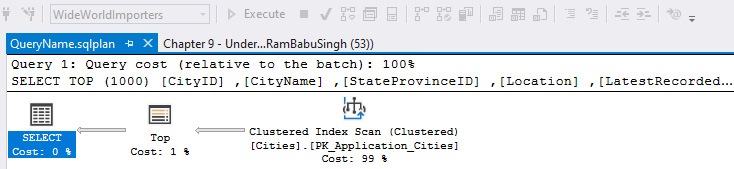 WideWorldImporters
Execute
QueryName.sqlplan
Chapter 9 - Under...RamBabuSingh (53))
Query 1: Query cost (relative to the batch): 100%
SELECT TOP (1000) [CityID] ,[CityName] ,[StateProvinceID] ,[Location] ,[LatestRecorded...
SELECT
Cost: 0 %
Top
Cost: 1 %
Clustered Index Scan (Clustered)
[Cities].[PK_Application_Cities]
Cost: 99 %